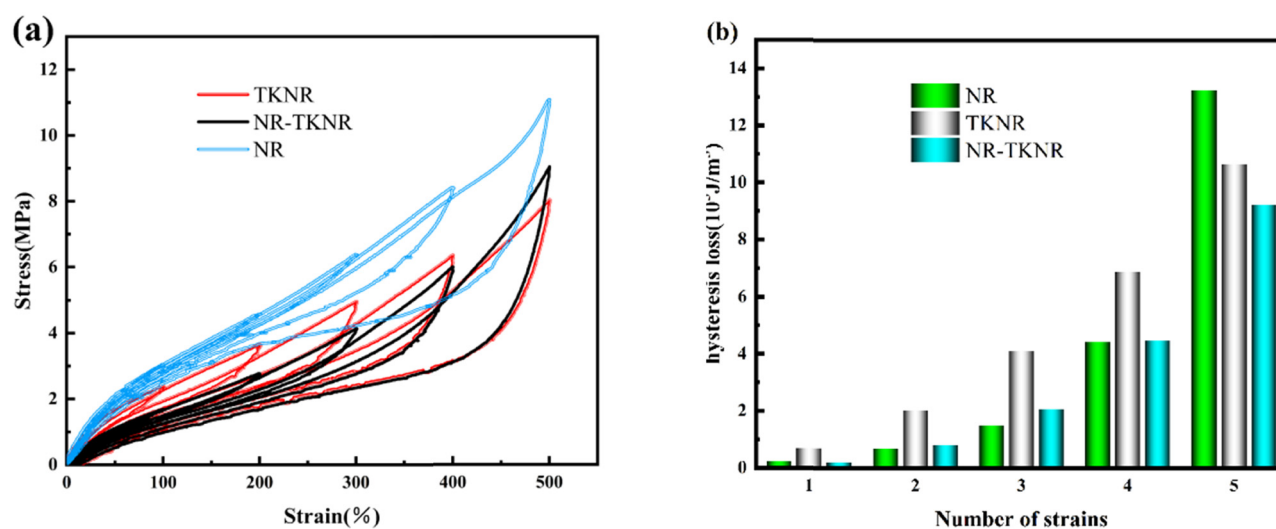 (a)
12
10
8
6
4
2
0
Stress(MPa)
TKNR
NR-TKNR
NR
0 100 200 300 400 500
Strain(%)
(b)
14
12
10
8
6
4
2
0
hysteresis loss
NR
TKNR
NR-TKNR
1 2 3 4 5
Number of strains